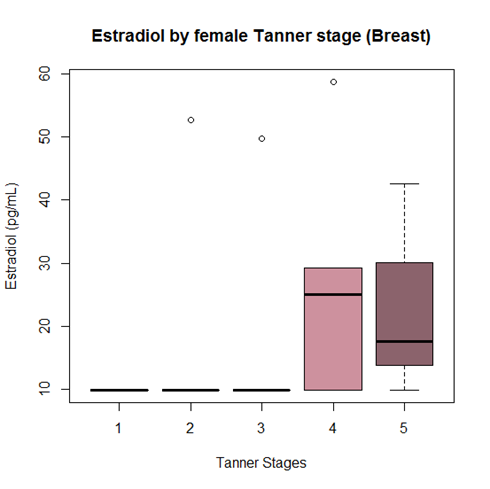 Estradiol by female Tanner stage (Breast)
Estradiol (pg/mL)
60
50
40
30
20
10
1 2 3 4 5
Tanner Stages